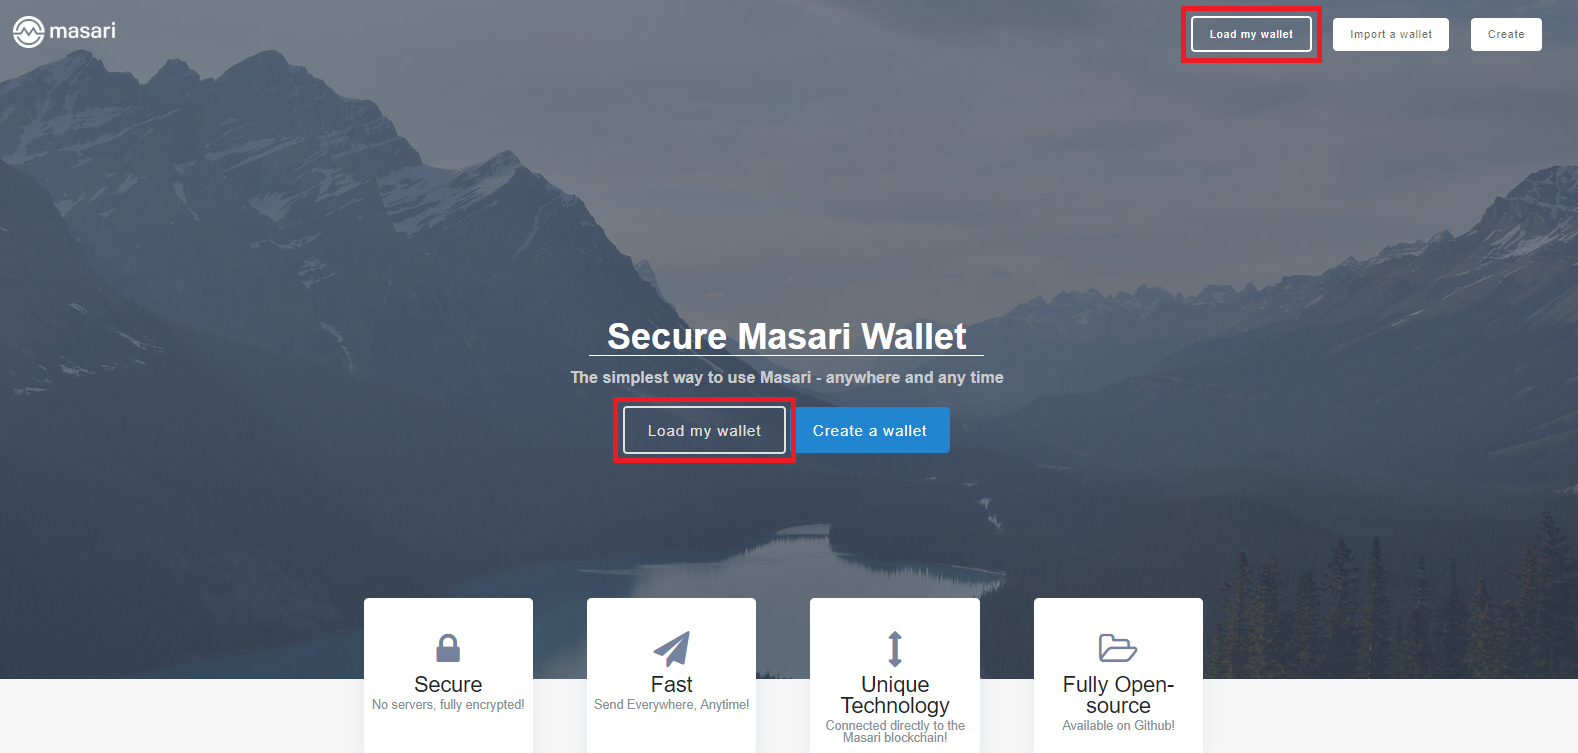 masari
Load my wallet
Import a wallet
Create
Secure Masari Wallet
The simplest way to use Masari - anywhere and any time
Load my wallet
Create a wallet
Secure
No servers, fully encrypted!
Fast
Send Everywhere, Anytime!
Unique
Technology
Connected directly to the
Masari blockchain!
Fully Open-
source
Available on Github!